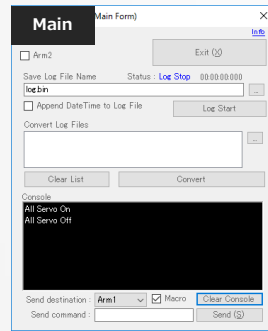 Main
Main Form)
Info
Arm2
Exit (X)
Save Log File Name
Status : Log Stop 00:00:00:000
log.bin
...
Append DateTime to Log File
Log Start
Convert Log Files
...
Clear List
Convert
Console
All Servo On
All Servo Off
Send destination : Arm1
Macro
Clear Console
Send command :
Send (S)